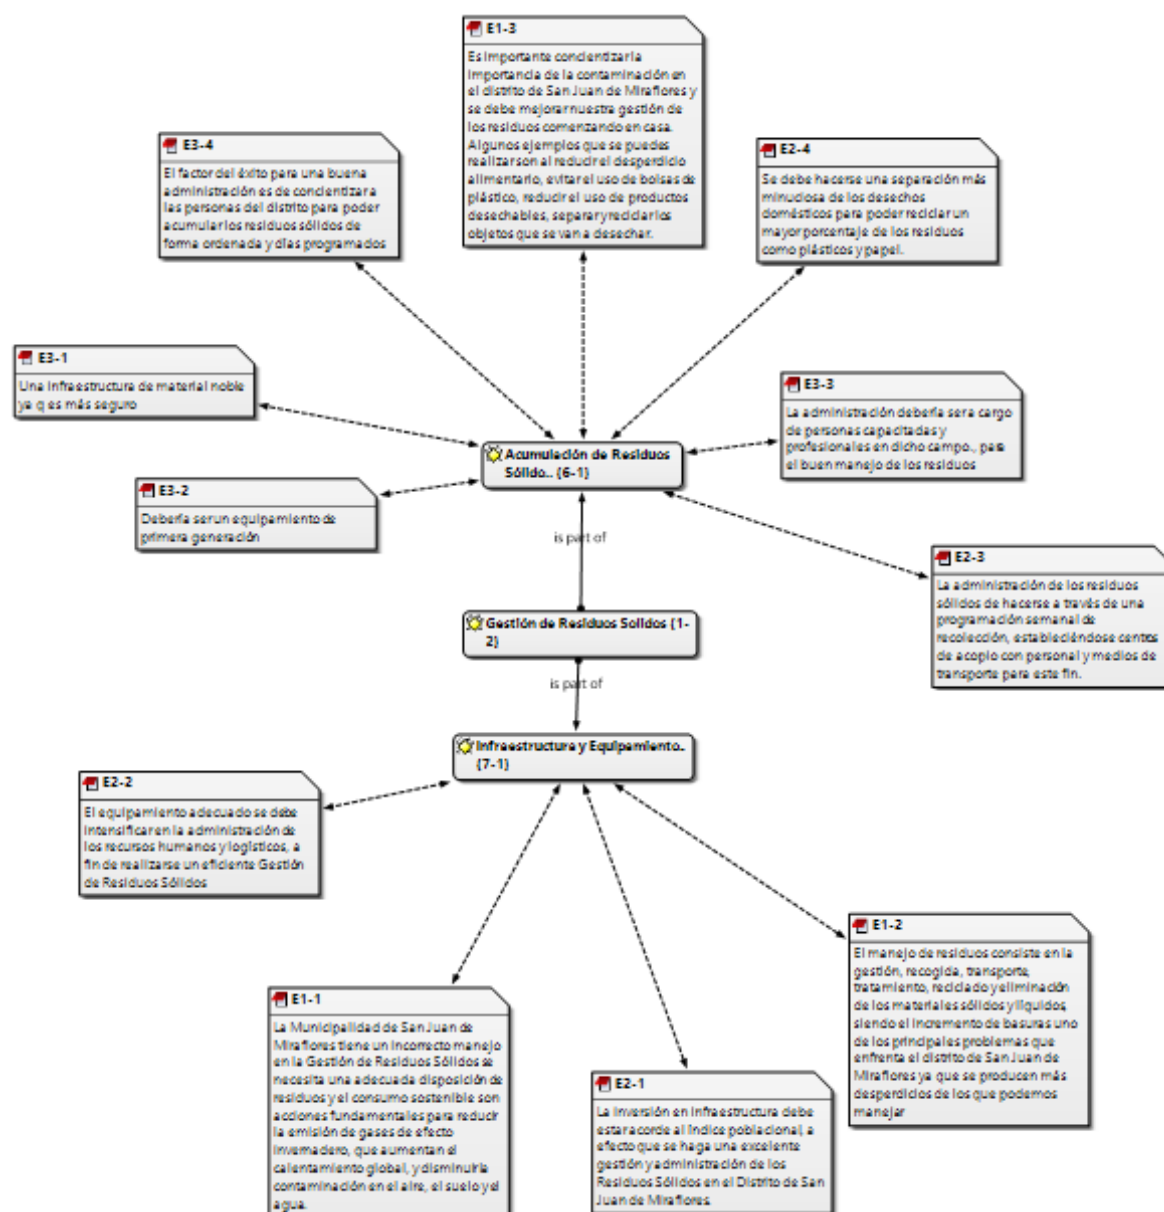 E1-3
Es importante concientizar la
importancia de la contaminación en
el distrito de San Juan de Miraflores y
se debe mejorar nuestra gestión de
los residuos comenzando en casa.
Algunos ejemplos que se puedes
realizar son al reducir el desperdicio
alimentario, evitar el uso de bolsas de
plástico, reducir el uso de productos
desechables, separar y reciclar los
objetos que se van a desechar.
E3-4
El factor del éxito para una buena
administración es de concientizar a
las personas del distrito para poder
acumular los residuos sólidos de
forma ordenada y días programados
E2-4
Se debe hacerse una separación más
minuciosa de los desechos
domésticos para poder reciclar un
mayor porcentaje de los residuos
como plásticos y papel.
E3-1
Una infraestructura de material noble
ya q es más seguro
E3-3
La administración debería ser a cargo
de personas capacitadas y
profesionales en dicho campo., para
el buen manejo de los residuos
Acumulación de Residuos
Sólido.. {6-1}
E3-2
Debería ser un equipamiento de
primera generación
is part of
E2-3
La administración de los residuos
sólidos de hacerse a través de una
programación semanal de
recolección, estableciéndose centros
de acopio con personal y medios de
transporte para este fin.
Gestión de Residuos Solidos {1-
2}
is part of
Infraestructura y Equipamiento..
{7-1}
E2-2
El equipamiento adecuado se debe
intensificar en la administración de
los recursos humanos y logísticos, a
fin de realizarse un eficiente Gestión
de Residuos Sólidos
E1-2
El manejo de residuos consiste en la
gestión, recogida, transporte,
tratamiento, reciclado y eliminación
de los materiales sólidos y líquidos,
siendo el incremento de basuras uno
de los principales problemas que
enfrenta el distrito de San Juan de
Miraflores ya que se producen más
desperdicios de los que podemos
manejar
E1-1
La Municipalidad de San Juan de
Miraflores tiene un incorrecto manejo
en la Gestión de Residuos Sólidos se
necesita una adecuada disposición de
residuos y el consumo sostenible son
acciones fundamentales para reducir
la emisión de gases de efecto
invernadero, que aumentan el
calentamiento global, y disminuir la
contaminación en el aire, el suelo y el
agua.
E2-1
La inversión en infraestructura debe
estar acorde al índice poblacional, a
efecto que se haga una excelente
gestión y administración de los
Residuos Sólidos en el Distrito de San
Juan de Miraflores.